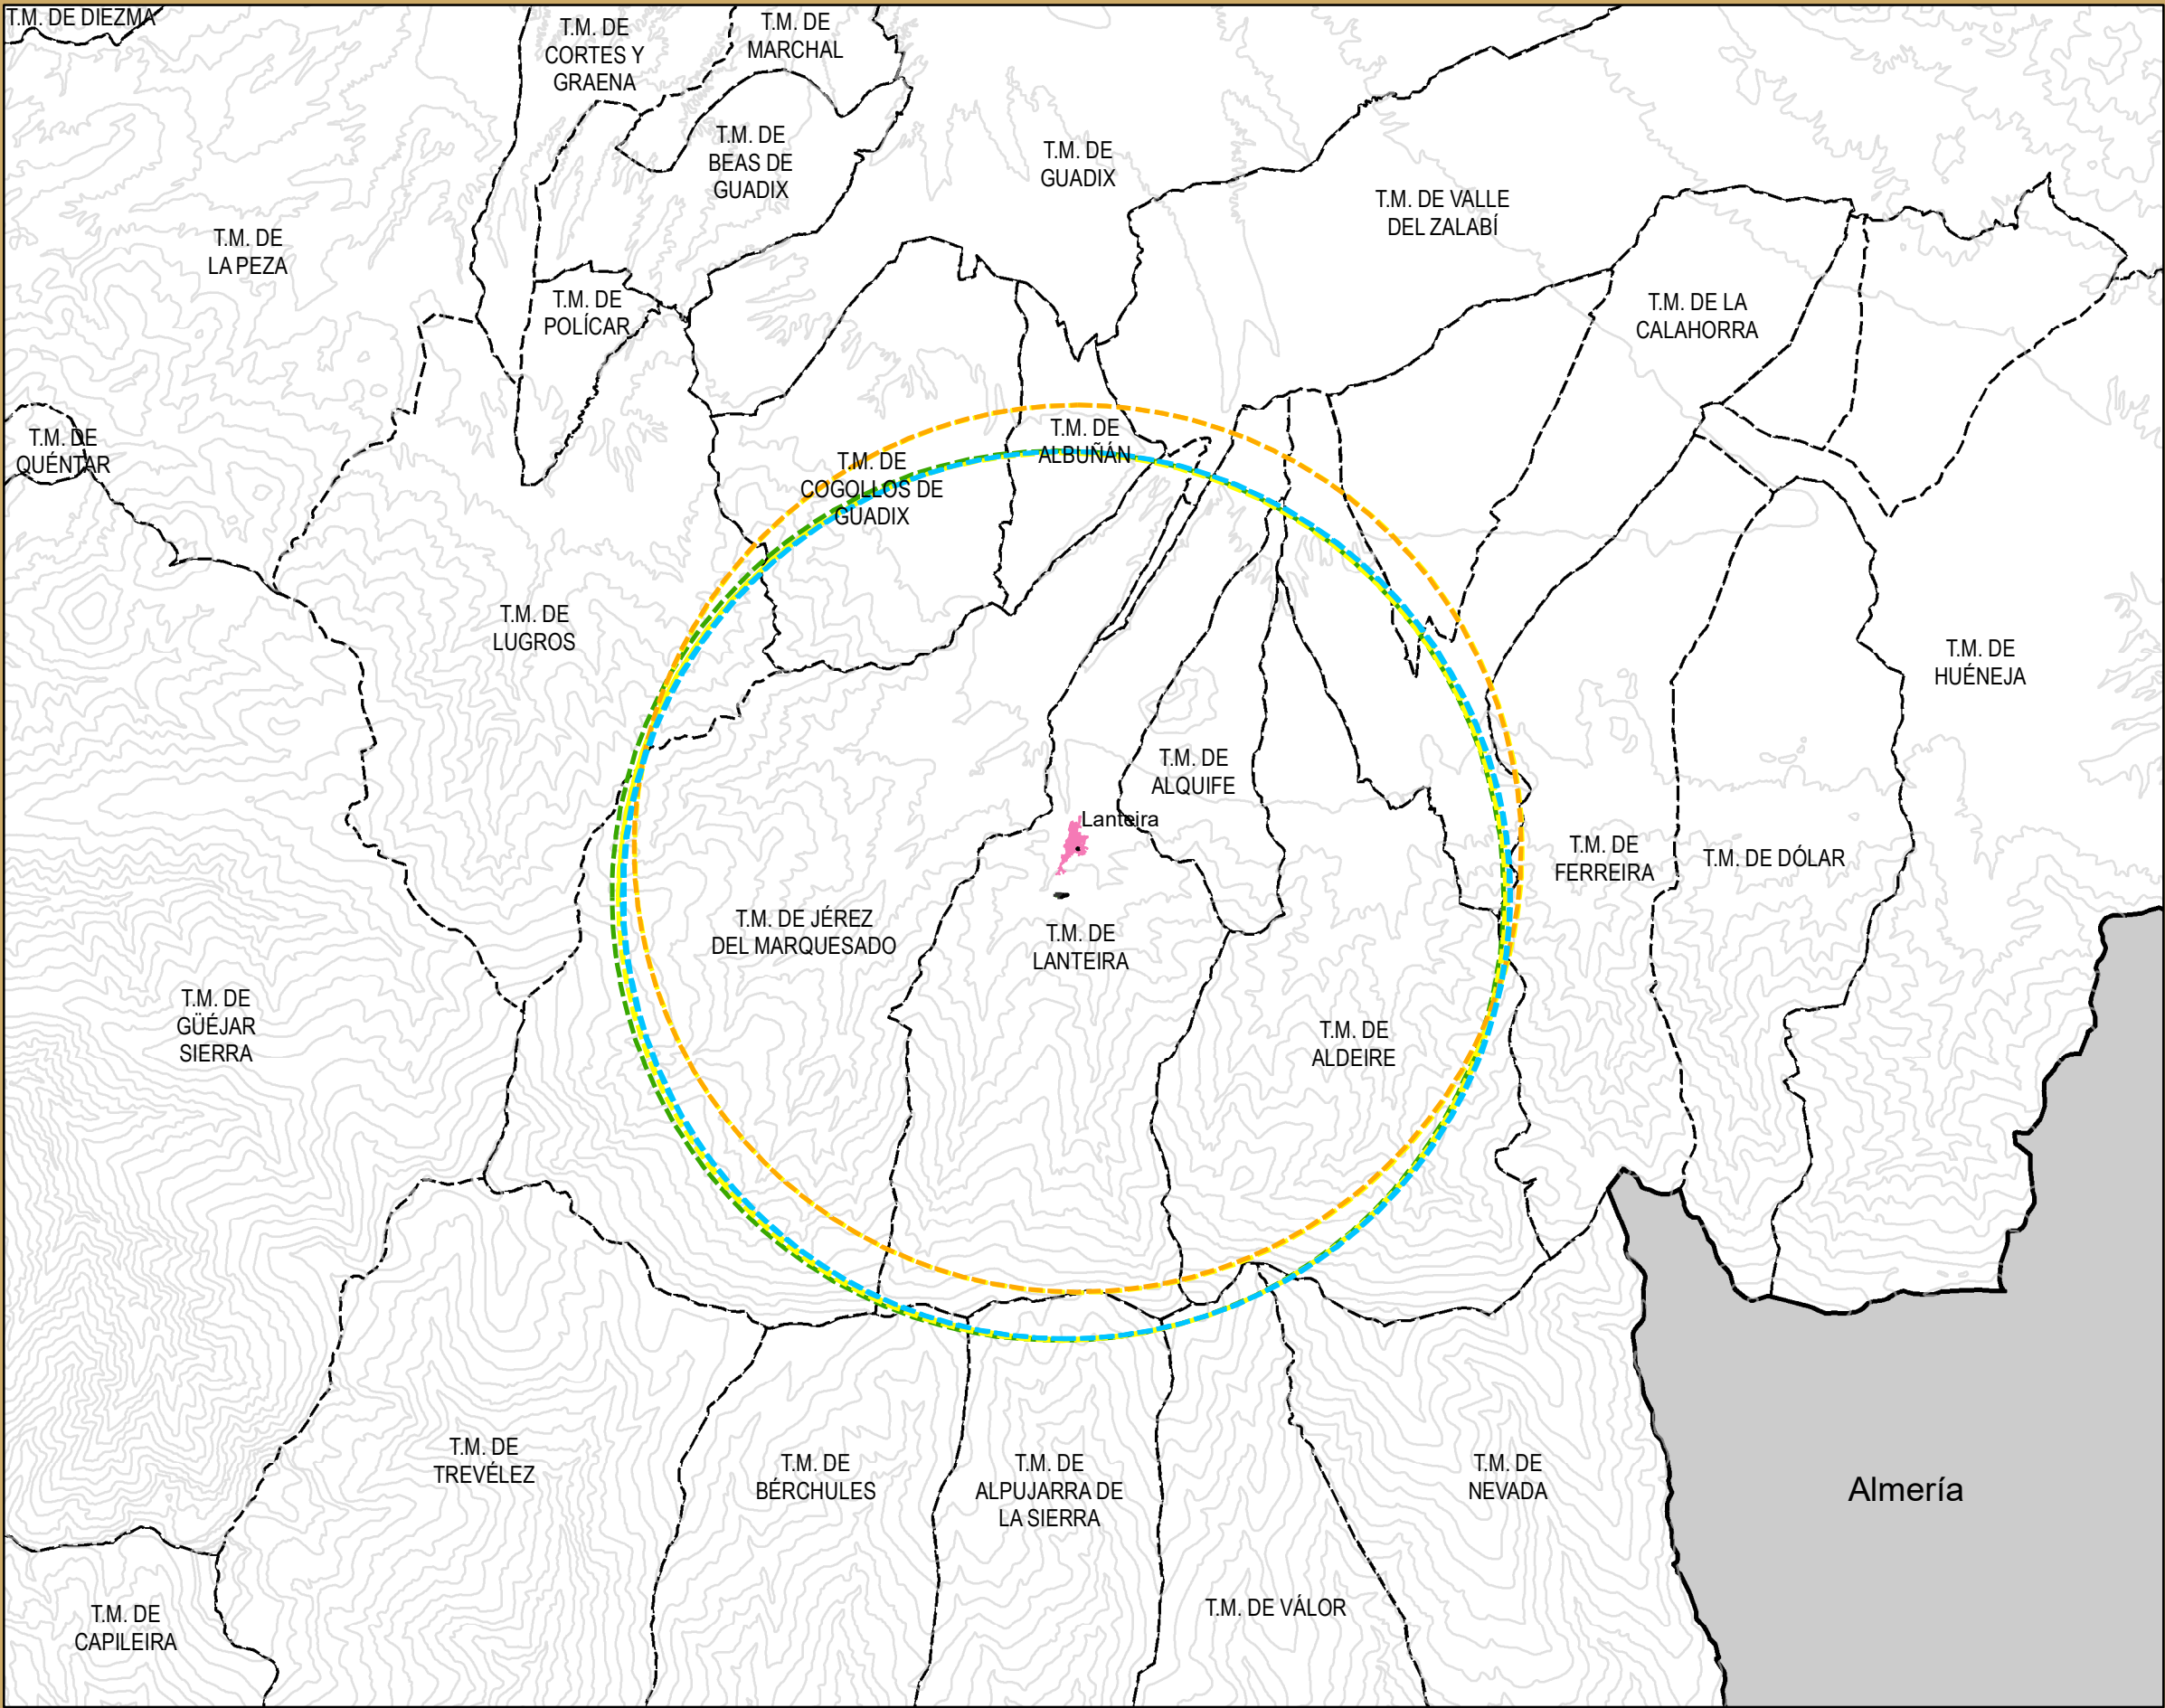 T.M. DE DIEZMA
T.M. DE
CORTES Y
GRAENA
T.M. DE
MARCHAL
T.M. DE
BEAS DE
GUADIX
T.M. DE
GUADIX
T.M. DE VALLE
DEL ZALABÍ
T.M. DE
LA PEZA
T.M. DE
POLÍCAR
T.M. DE LA
CALAHORRA
T.M. DE
QUÉNTAR
T.M. DE
ALBUÑÁN
T.M. DE
COGOLLOS DE
GUADIX
T.M. DE
LUGROS
T.M. DE
HUÉNEJA
T.M. DE
ALQUIFE
Lanteira
T.M. DE
FERREIRA
T.M. DE DÓLAR
T.M. DE JÉREZ
DEL MARQUESADO
T.M. DE
LANTEIRA
T.M. DE
GÜÉJAR
SIERRA
T.M. DE
ALDEIRE
T.M. DE
TREVÉLEZ
T.M. DE
BÉRCHULES
T.M. DE
ALPUJARRA DE
LA SIERRA
T.M. DE
NEVADA
Almería
T.M. DE
CAPILEIRA
T.M. DE VÁLOR